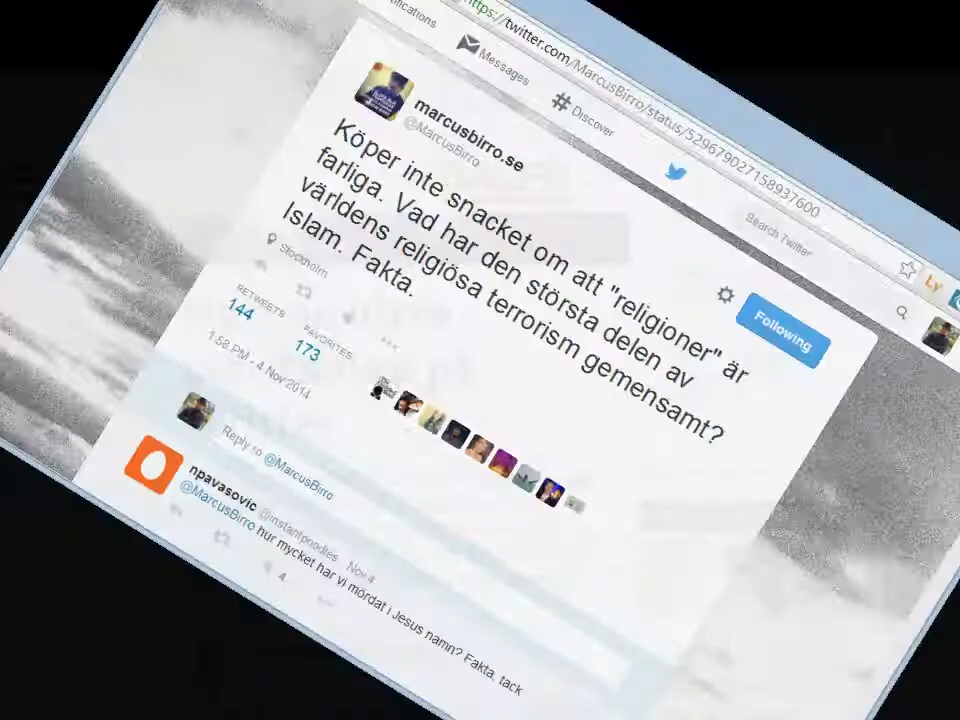 https://twitter.com/MarcusBirro/status/529679027158937600
ifications
Messages
Discover
Search Twitter
marcusbirro.se
@MarcusBirro
Following
Köper inte snacket om att "religioner" är
farliga. Vad har den största delen av
världens religiösa terrorism gemensamt?
Islam. Fakta.
Stockholm
RETWEETS
144
FAVORITES
173
1:52 PM - 4 Nov 2014
Reply to @MarcusBirro
npavasovic @instantpnodles Nov 4
@MarcusBirro hur mycket har vi mördat i Jesus namn? Fakta, tack
4